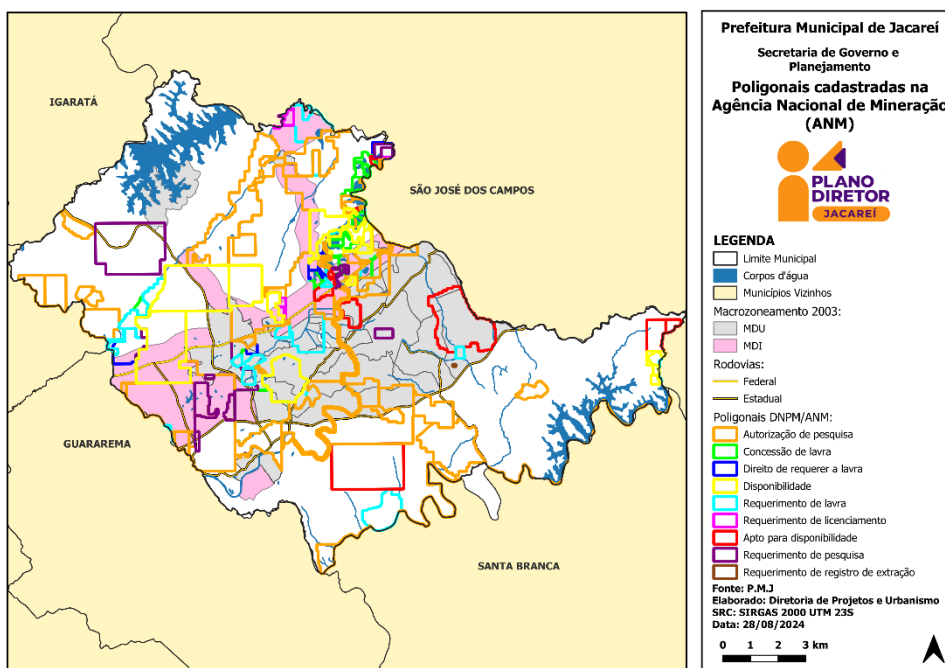 IGARATÁ
SÃO JOSÉ DOS CAMPOS
GUARAREMA
SANTA BRANCA
Prefeitura Municipal de Jacareí
Secretaria de Governo e
Planejamento
Poligonais cadastradas na
Agência Nacional de Mineração
(ANM)
PLANO
DIRETOR
JACAREÍ
LEGENDA
Limite Municipal
Corpos d'água
Municípios Vizinhos
Macrozoneamento 2003:
MDU
MDI
Rodovias:
Federal
Estadual
Poligonais DNPM/ANM:
Autorização de pesquisa
Concessão de lavra
Direito de requerer a lavra
Disponibilidade
Requerimento de lavra
Requerimento de licenciamento
Apto para disponibilidade
Requerimento de pesquisa
Requerimento de registro de extração
Fonte: P.M.J
Elaborado: Diretoria de Projetos e Urbanismo
SRC: SIRGAS 2000 UTM 23S
Data: 28/08/2024
0 1 2 3 km